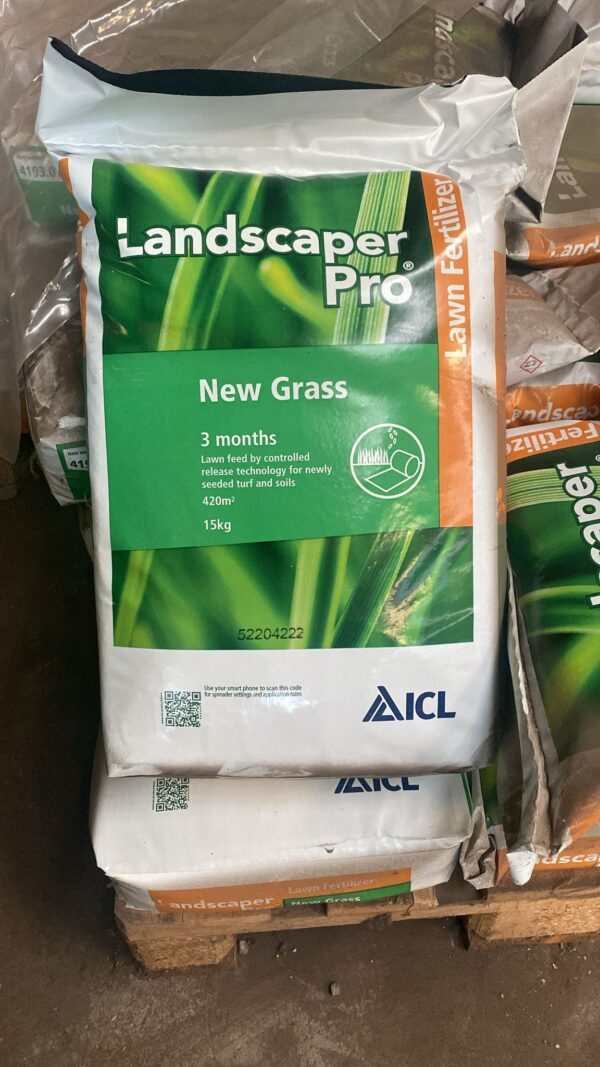 Landscaper
Pro®
Lawn Fertilizer
New Grass
3 months
Lawn feed by controlled
release technology for newly
seeded turf and soils
420m²
15kg
52204222
Use your smart phone to scan this code
for spreader settings and application rates
ICL
ICL
Lawn Fertilizer
Landscaper
New Grass
4193.0